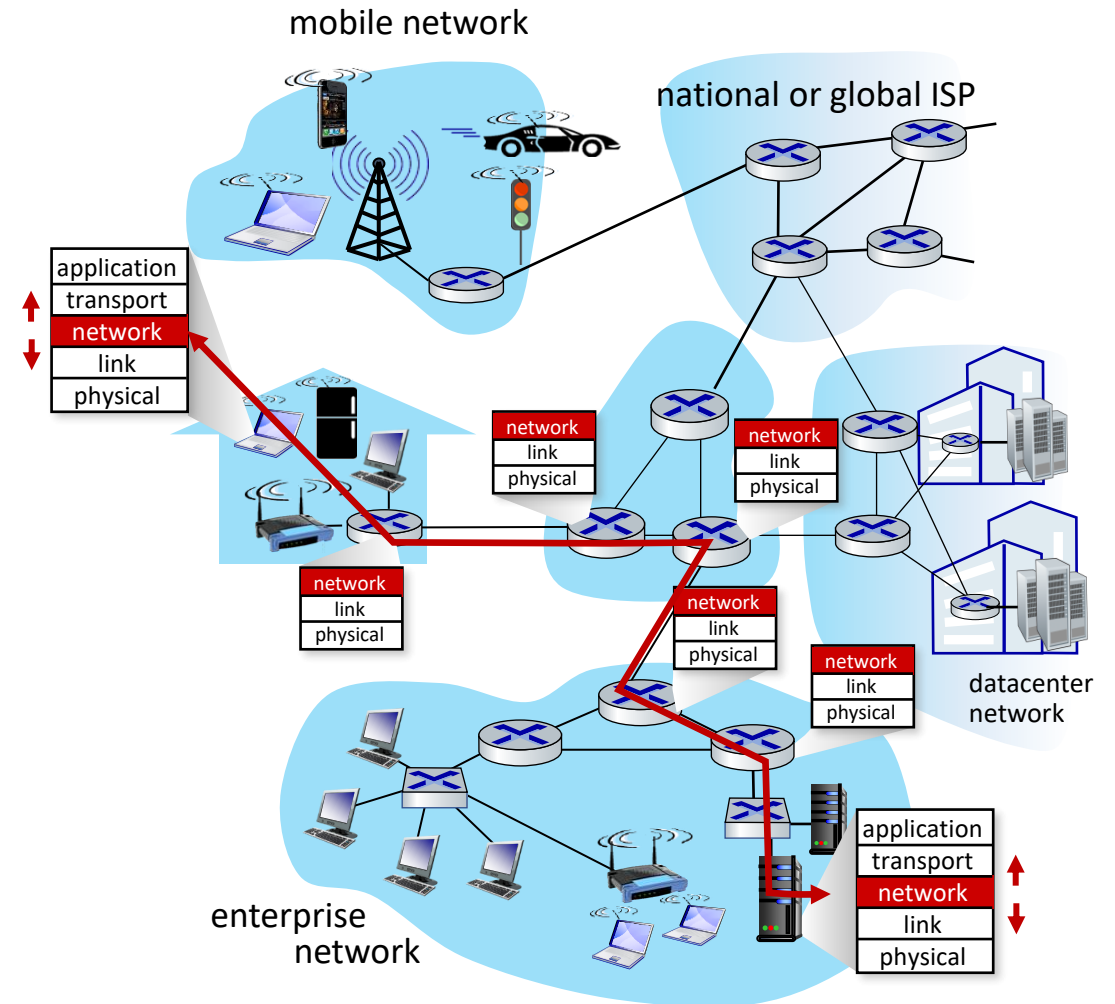 mobile network
national or global ISP
application
transport
network
link
physical
network
link
physical
network
link
physical
network
link
physical
network
link
physical
network
link
physical
datacenter
network
application
transport
network
link
physical
enterprise
network